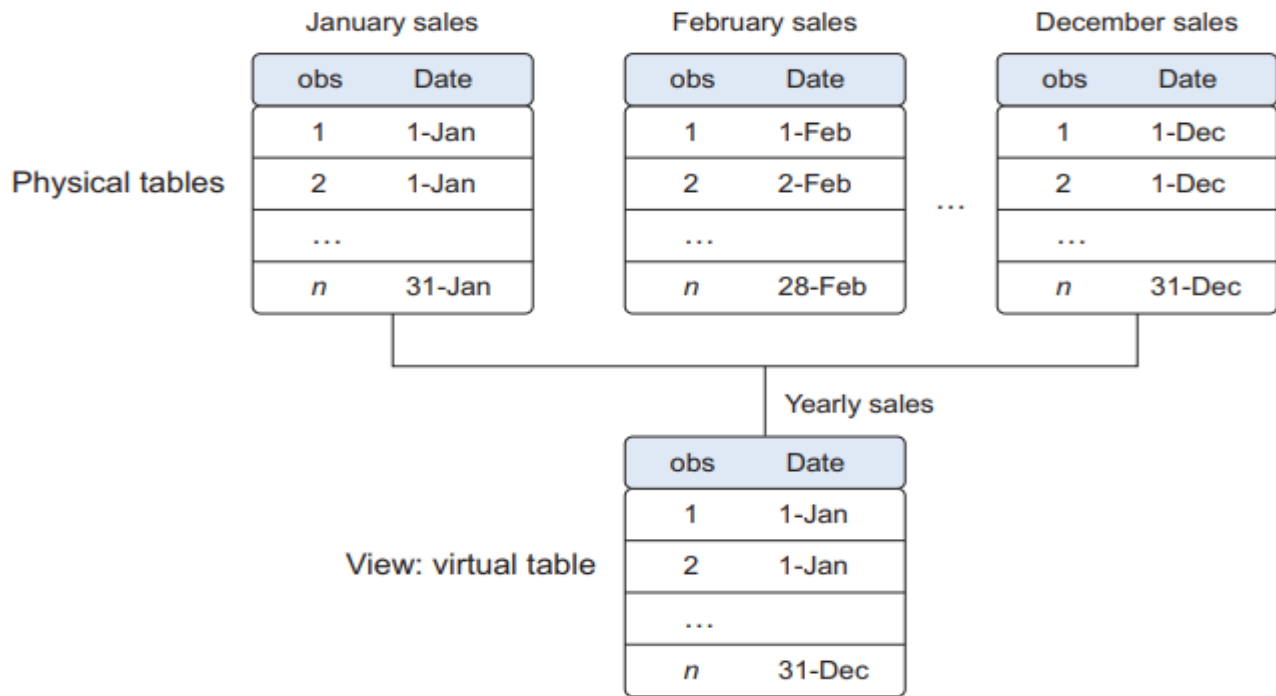 January sales February sales December sales
obs Date obs Date obs Date
1 1-Jan 1 1-Feb 1 1-Dec
Physical tables 2 1-Jan 2 2-Feb ... 2 1-Dec
... ... ...
n 31-Jan n 28-Feb n 31-Dec
Yearly sales
obs Date
1 1-Jan
View: virtual table 2 1-Jan
...
n 31-Dec